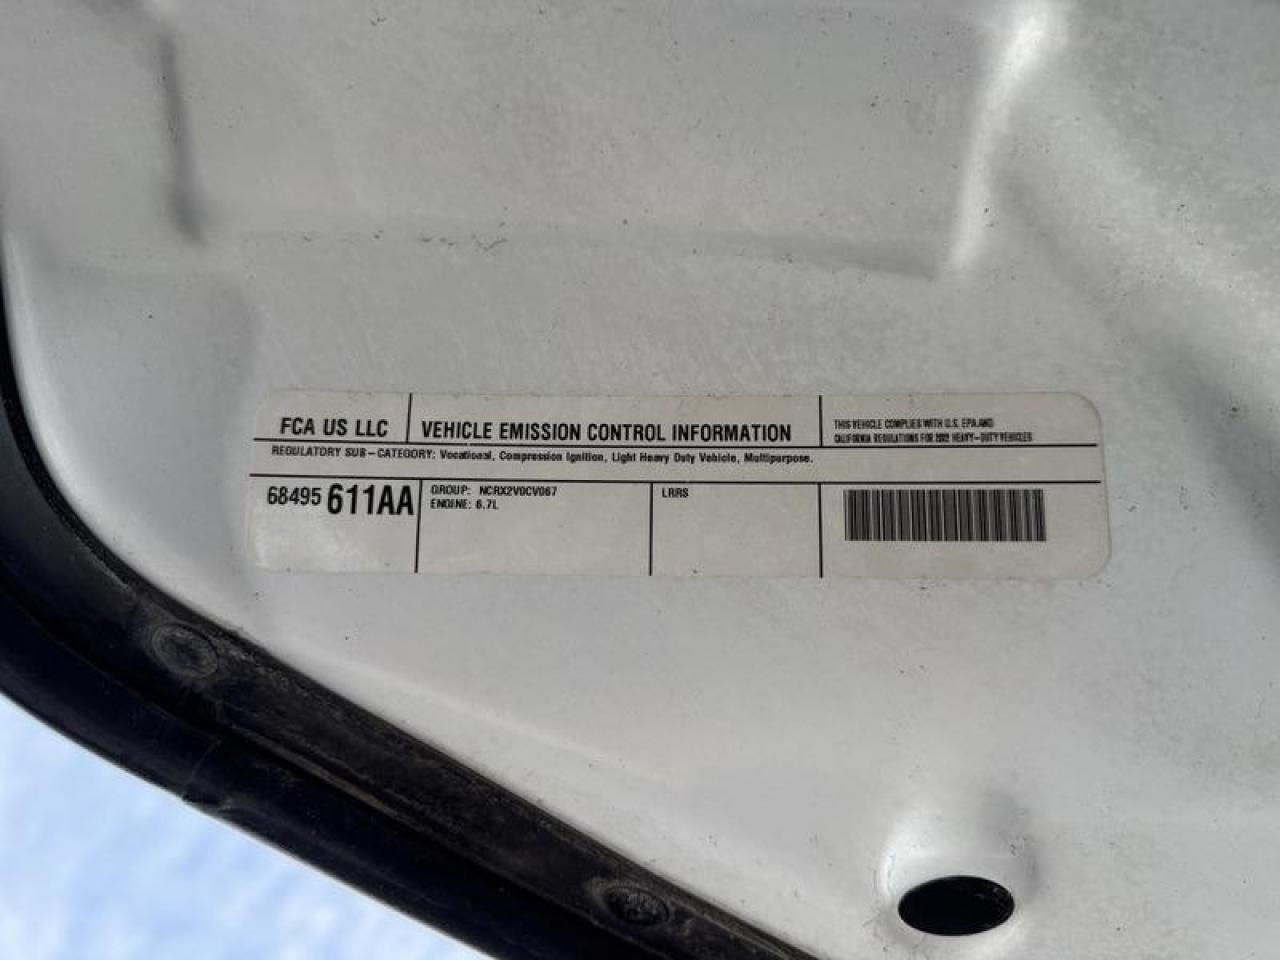 FCA US LLC
VEHICLE EMISSION CONTROL INFORMATION
THIS VEHICLE COMPLIES WITH U.S. EPA AND
CALIFORNIA REGULATIONS FOR 2022 HEAVY-DUTY VEHICLES
REGULATORY SUB-CATEGORY: Vocational, Compression Ignition, Light Heavy Duty Vehicle, Multipurpose.
68495 611AA
GROUP: NCRX2V0CV067
ENGINE: 6.7L
LRRS